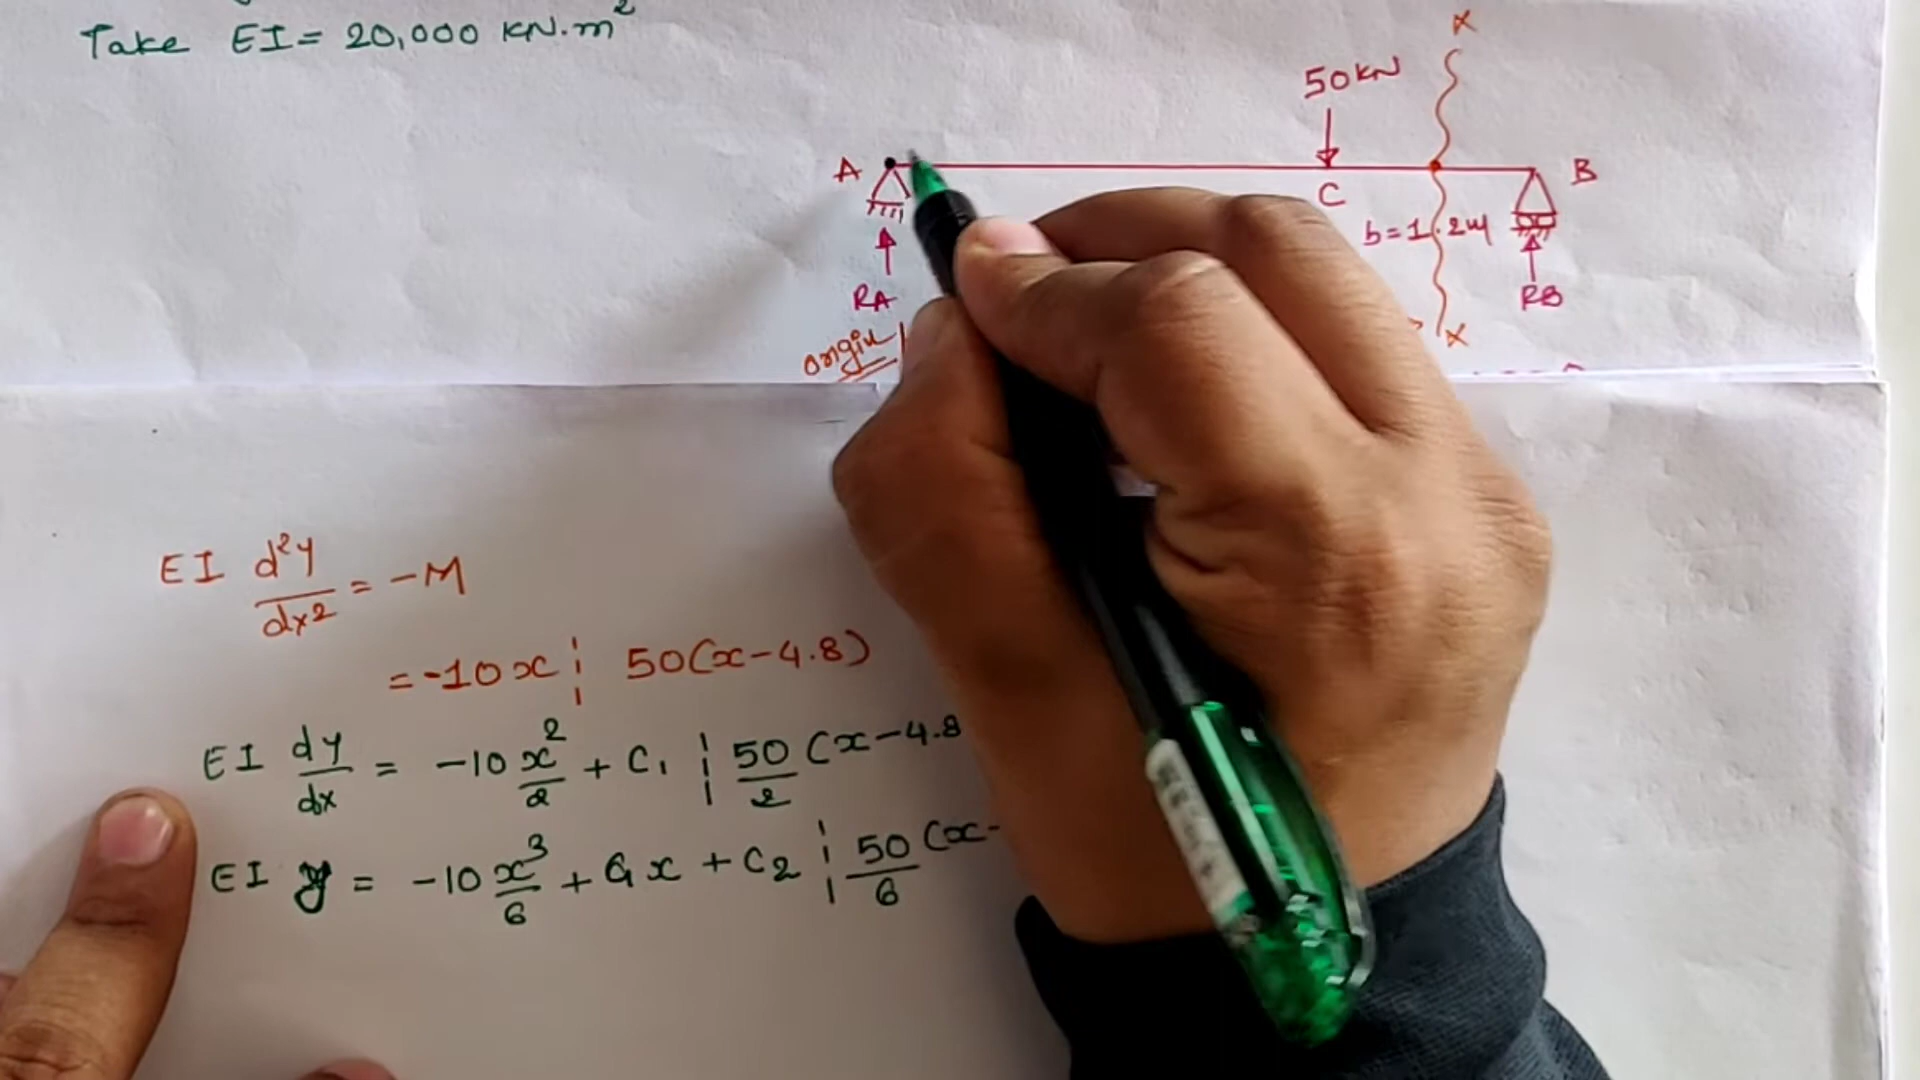 Take EI = 20,000 KN.m²
50KN
x
A
B
C
b=1.2m
RA
RB
origin
x
EI d²y/dx2 = -M
= -10x ¦ 50(x-4.8)
EI dy/dx = -10 x²/2 + C₁ ¦ 50/2 (x-4.8
EI y = -10 x³/6 + C₁x + C₂ ¦ 50/6 (x-